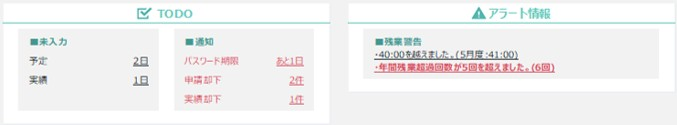 TODO
■未入力
予定 2日
実績 1日
■通知
パスワード期限 あと1日
申請却下 2件
実績却下 1件
アラート情報
■残業警告
・40:00を越えました。(5月度:41:00)
・年間残業超過回数が5回を超えました。(6回)